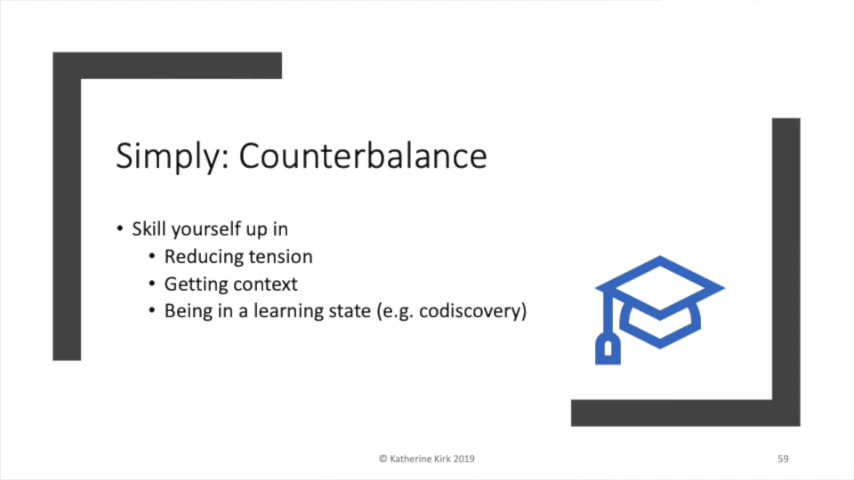 Simply: Counterbalance
• Skill yourself up in
• Reducing tension
• Getting context
• Being in a learning state (e.g. codiscovery)
© Katherine Kirk 2019
59